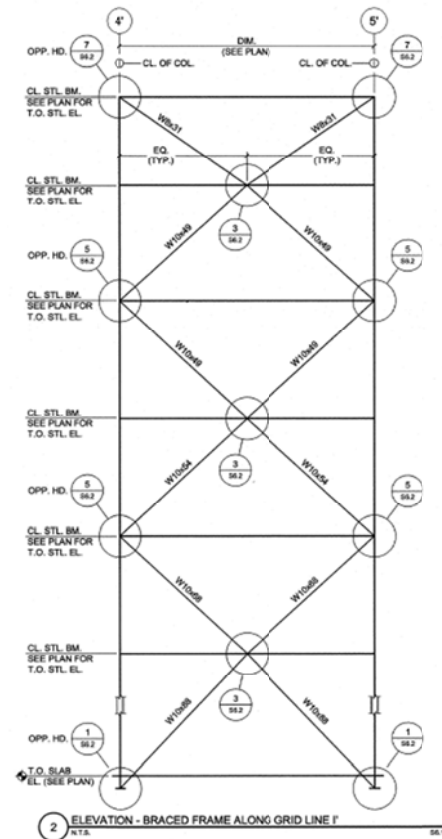 4'
5'
DIM.
(SEE PLAN)
OPP. HD.
7
S6.2
CL. OF COL.
CL. OF COL.
7
S6.2
CL. STL. BM.
SEE PLAN FOR
T.O. STL. EL.
W8x31
W8x31
EQ.
(TYP.)
EQ.
(TYP.)
CL. STL. BM.
SEE PLAN FOR
T.O. STL. EL.
3
S6.2
W10x49
W10x49
OPP. HD.
5
S6.2
5
S6.2
CL. STL. BM.
SEE PLAN FOR
T.O. STL. EL.
W10x49
W10x49
CL. STL. BM.
SEE PLAN FOR
T.O. STL. EL.
3
S6.2
W10x54
W10x54
OPP. HD.
5
S6.2
5
S6.2
CL. STL. BM.
SEE PLAN FOR
T.O. STL. EL.
W10x68
W10x68
CL. STL. BM.
SEE PLAN FOR
T.O. STL. EL.
3
S6.2
W10x88
OPP. HD.
1
S6.2
1
S6.2
T.O. SLAB
EL. (SEE PLAN)
2
ELEVATION - BRACED FRAME ALONG GRID LINE I'
N.T.S.